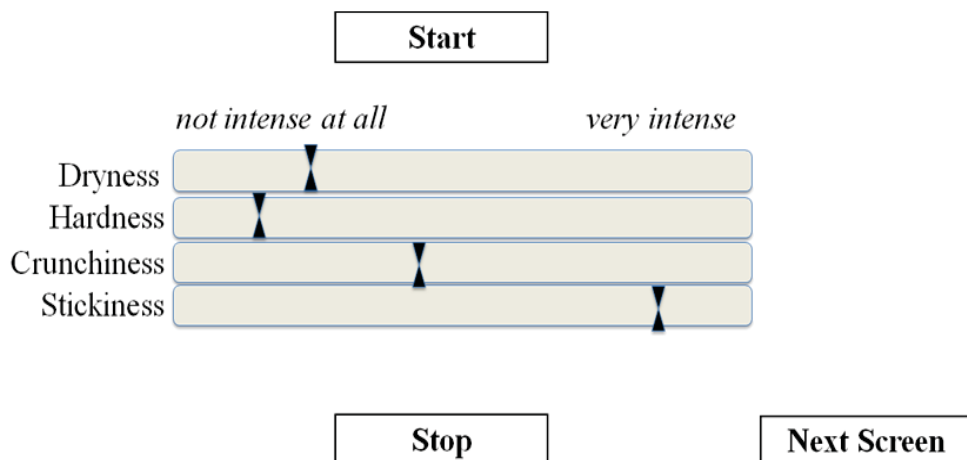 Start
not intense at all very intense
Dryness
Hardness
Crunchiness
Stickiness
Stop Next Screen